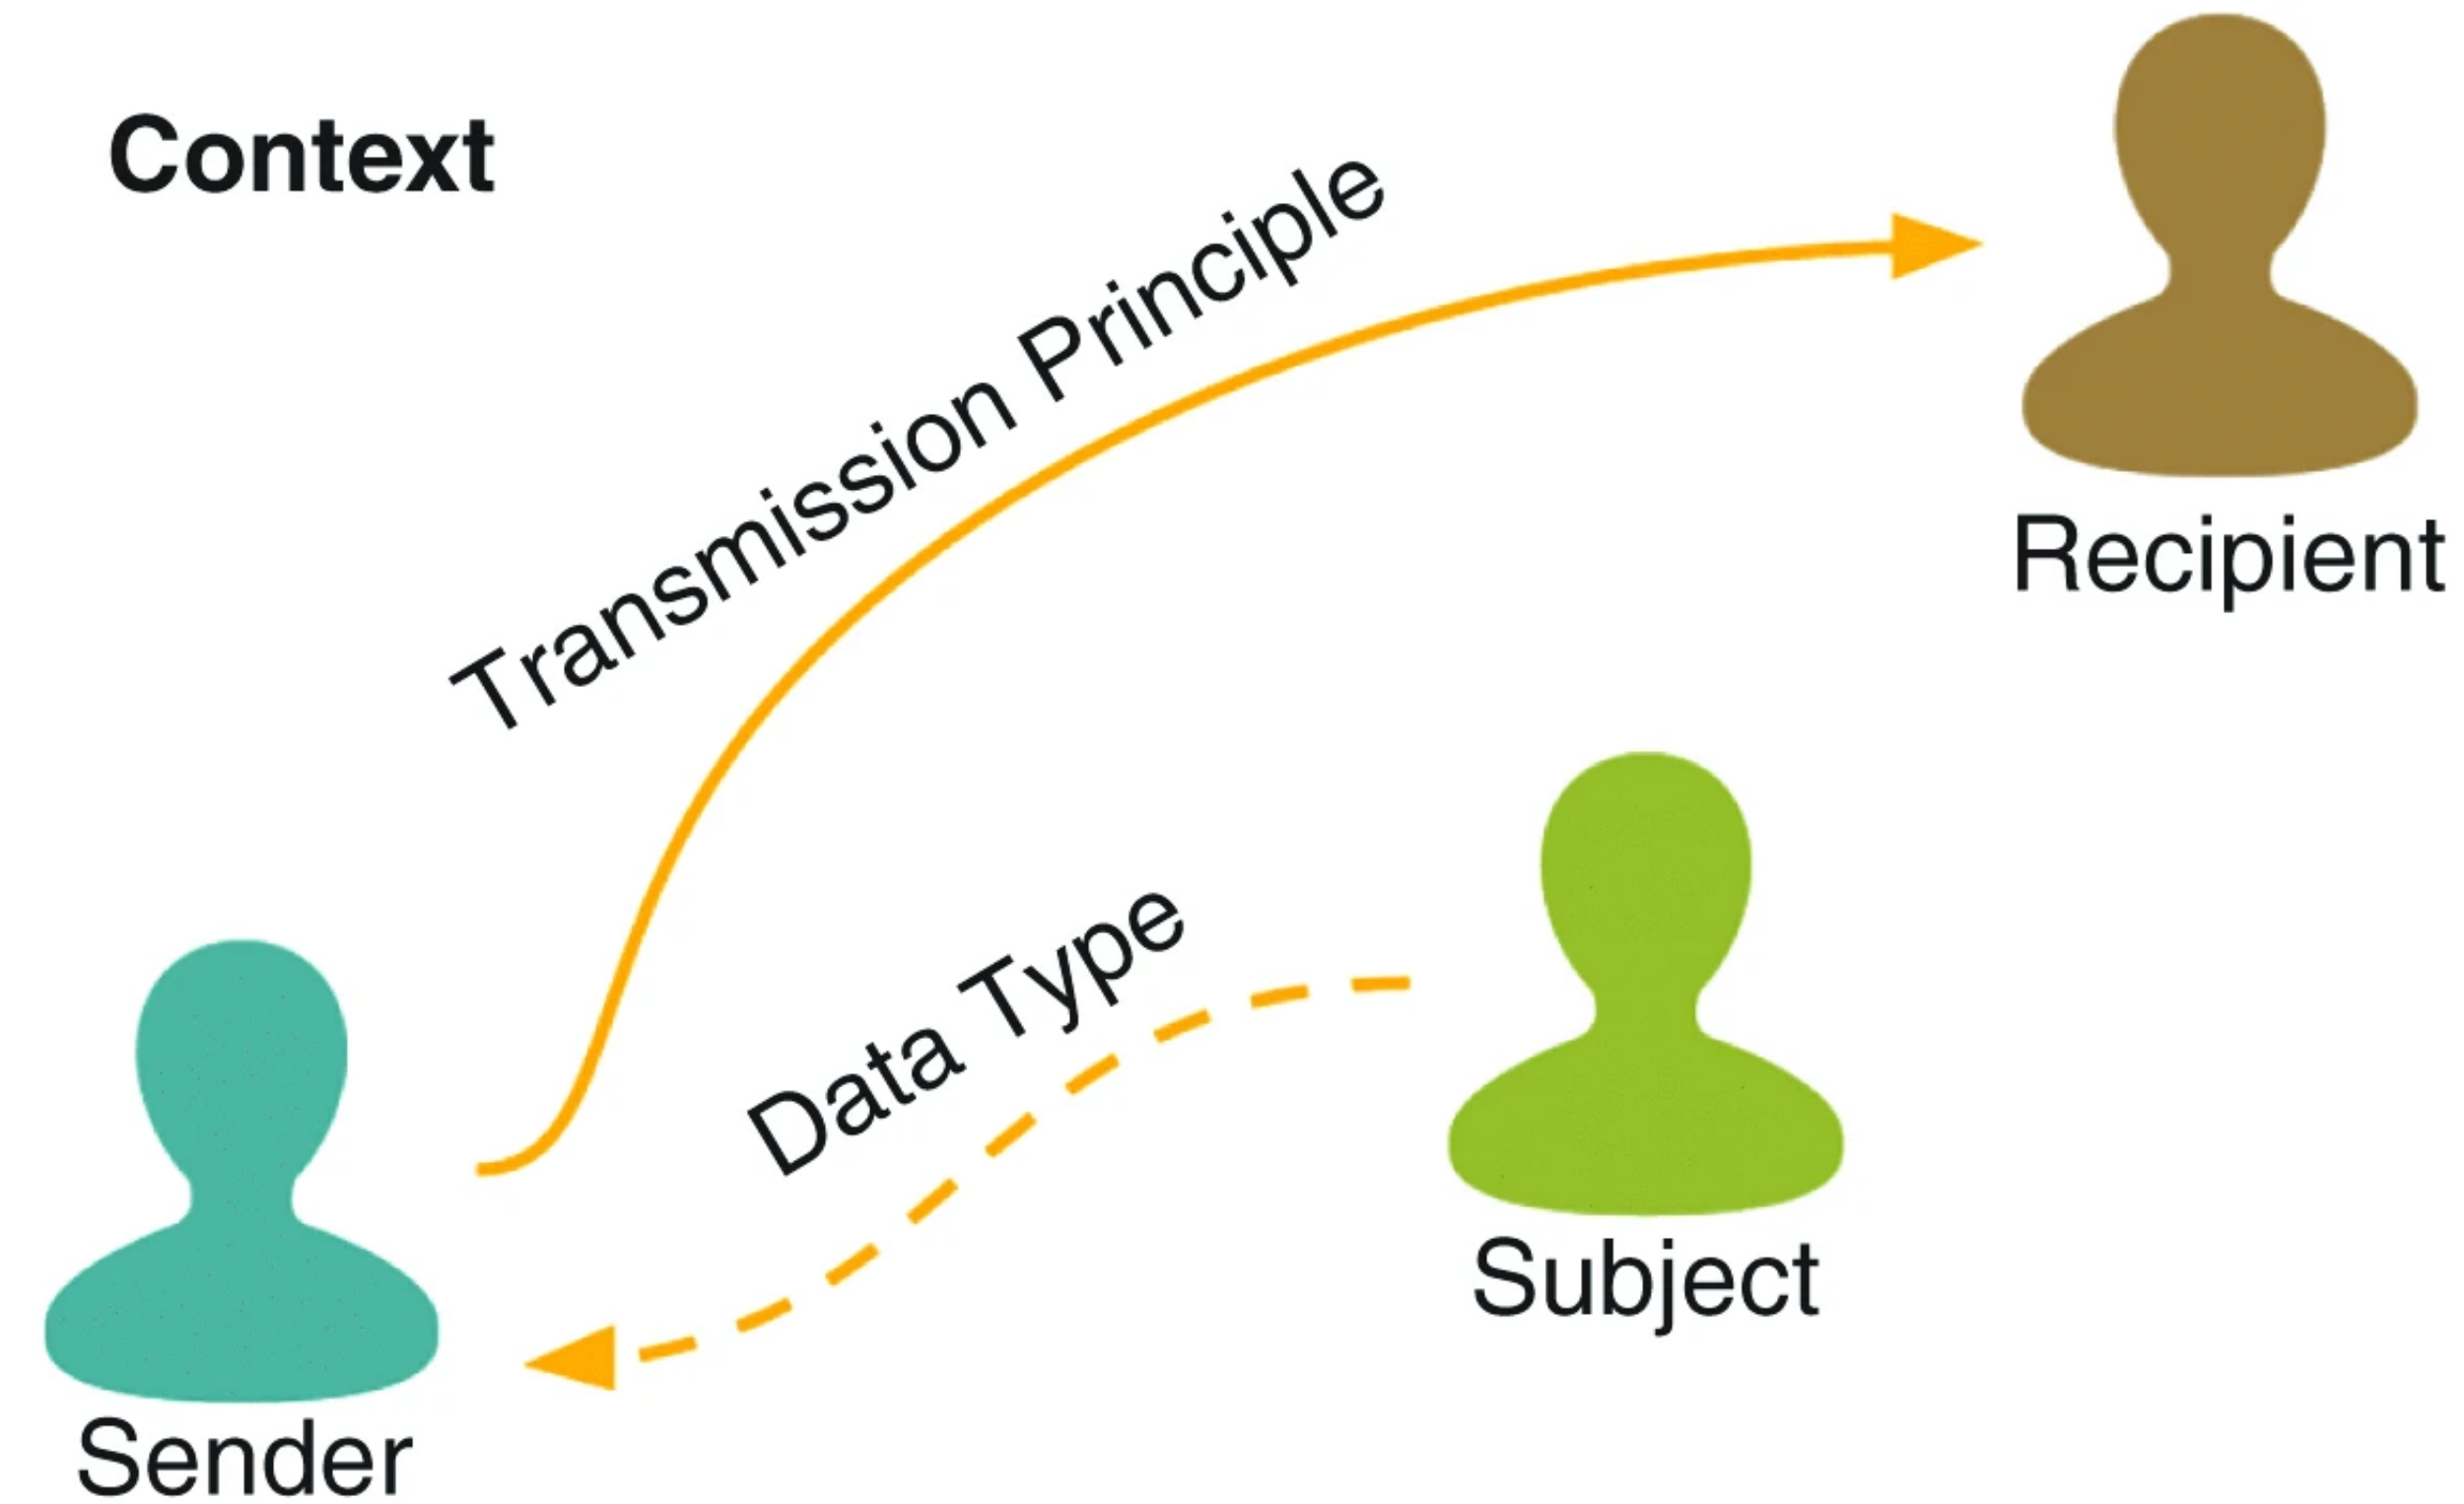 Context
Transmission Principle
Recipient
Data Type
Subject
Sender